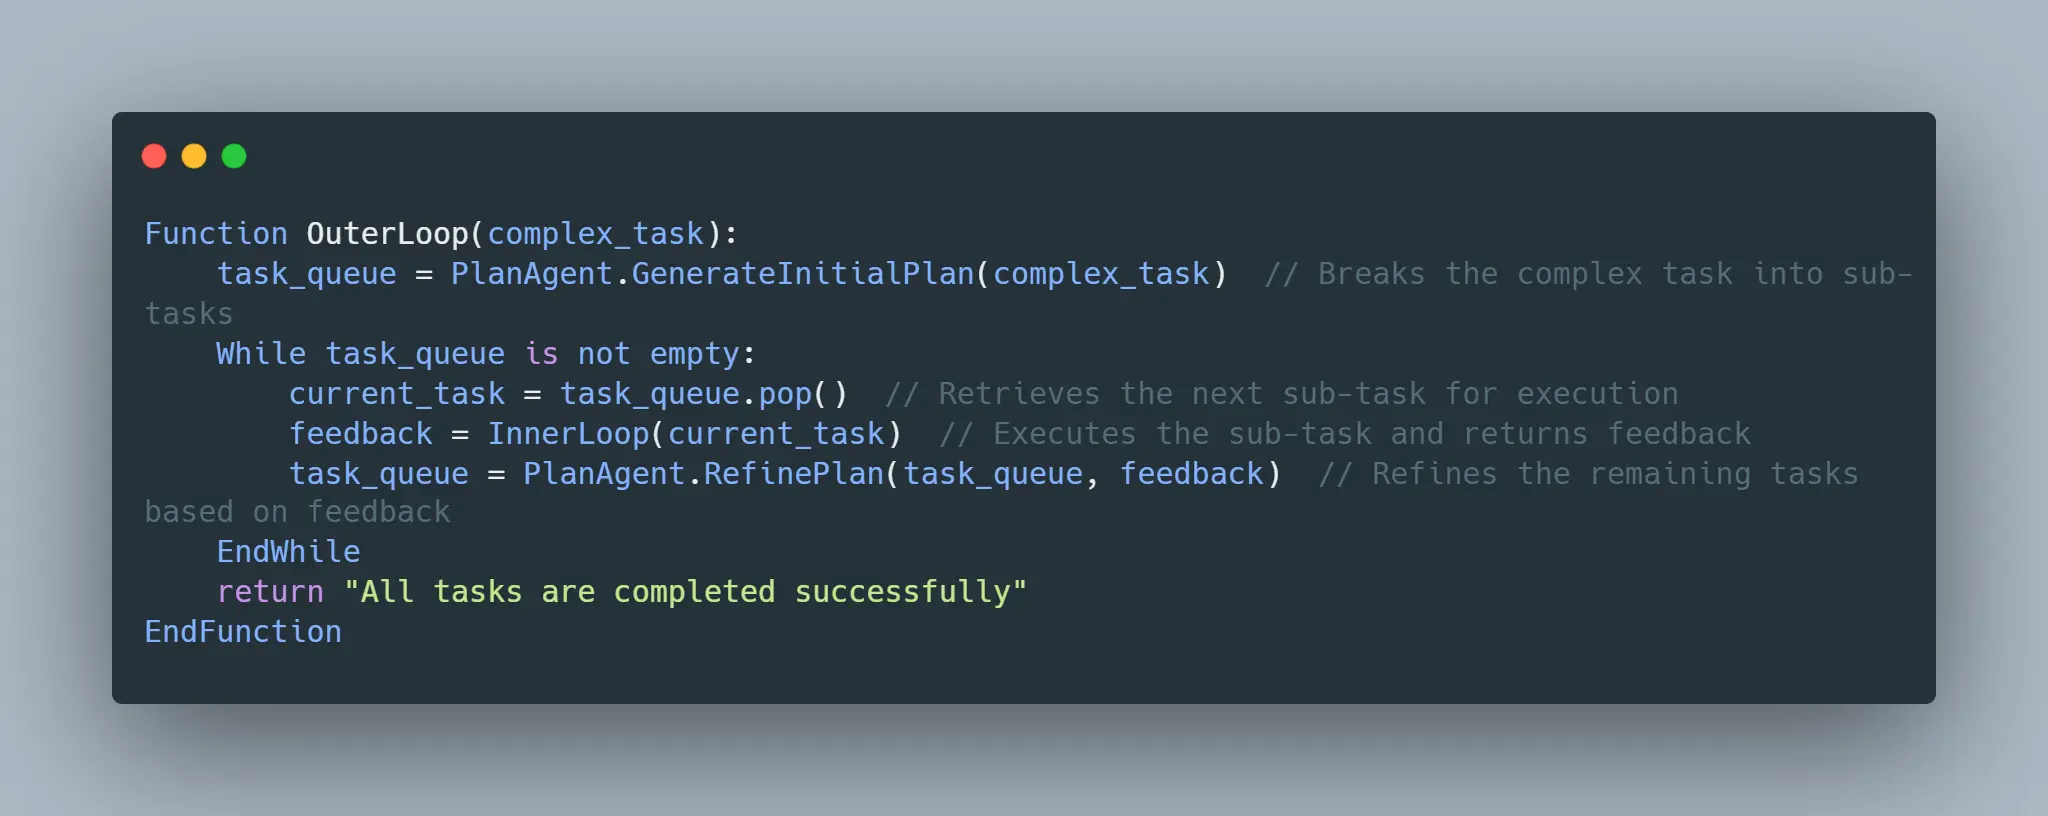 Function OuterLoop(complex_task):
    task_queue = PlanAgent.GenerateInitialPlan(complex_task)  // Breaks the complex task into sub-
tasks
    While task_queue is not empty:
        current_task = task_queue.pop()  // Retrieves the next sub-task for execution
        feedback = InnerLoop(current_task)  // Executes the sub-task and returns feedback
        task_queue = PlanAgent.RefinePlan(task_queue, feedback)  // Refines the remaining tasks
based on feedback
    EndWhile
    return "All tasks are completed successfully"
EndFunction